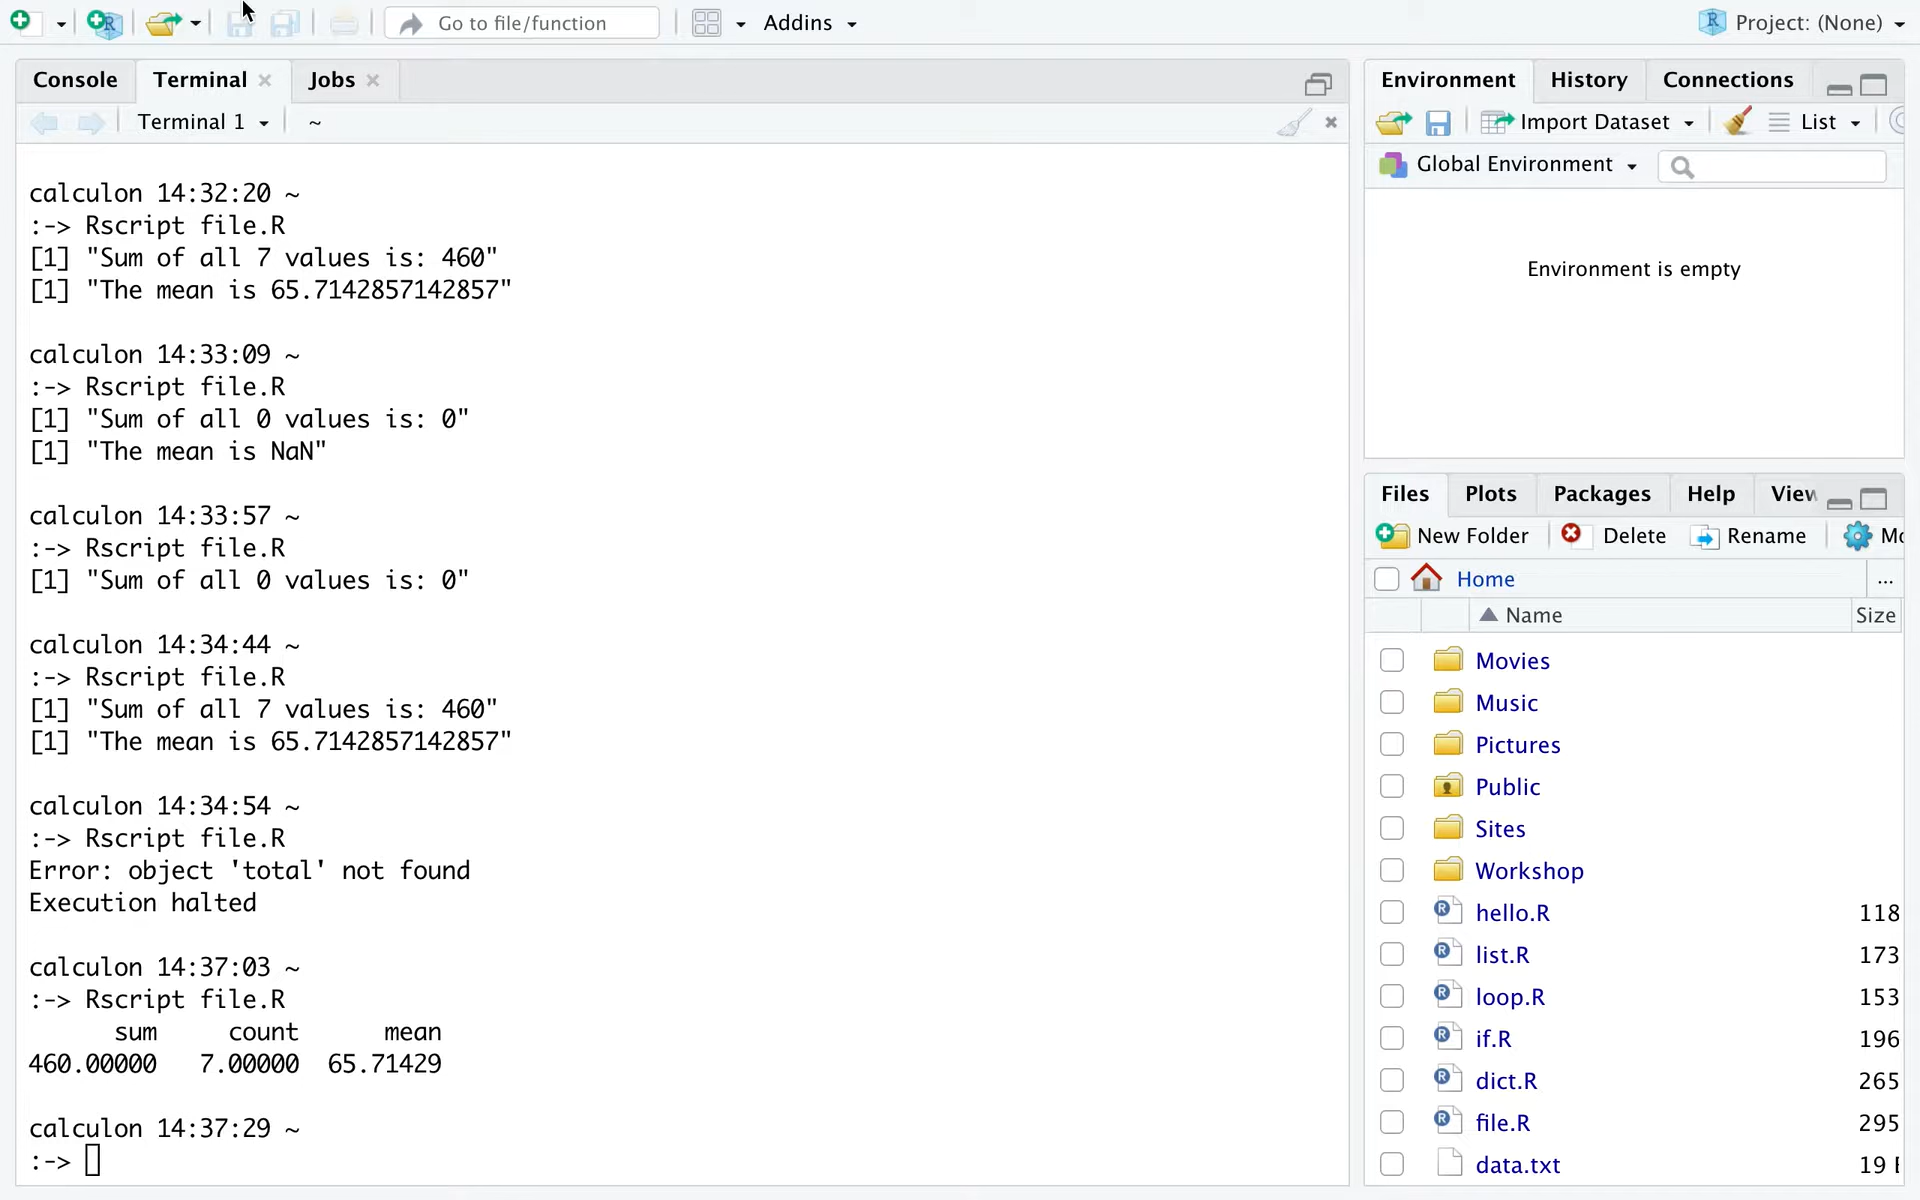 Go to file/function
Addins
Project: (None)
Console
Terminal
Jobs
Terminal 1
~
calculon 14:32:20 ~
:-> Rscript file.R
[1] "Sum of all 7 values is: 460"
[1] "The mean is 65.7142857142857"
calculon 14:33:09 ~
:-> Rscript file.R
[1] "Sum of all 0 values is: 0"
[1] "The mean is NaN"
calculon 14:33:57 ~
:-> Rscript file.R
[1] "Sum of all 0 values is: 0"
calculon 14:34:44 ~
:-> Rscript file.R
[1] "Sum of all 7 values is: 460"
[1] "The mean is 65.7142857142857"
calculon 14:34:54 ~
:-> Rscript file.R
Error: object 'total' not found
Execution halted
calculon 14:37:03 ~
:-> Rscript file.R
sum count mean
460.00000 7.00000 65.71429
calculon 14:37:29 ~
:->
Environment History Connections
Import Dataset List
Global Environment
Environment is empty
Files Plots Packages Help View
New Folder Delete Rename
Home ...
Name Size
Movies
Music
Pictures
Public
Sites
Workshop
hello.R 118
list.R 173
loop.R 153
if.R 196
dict.R 265
file.R 295
data.txt 19